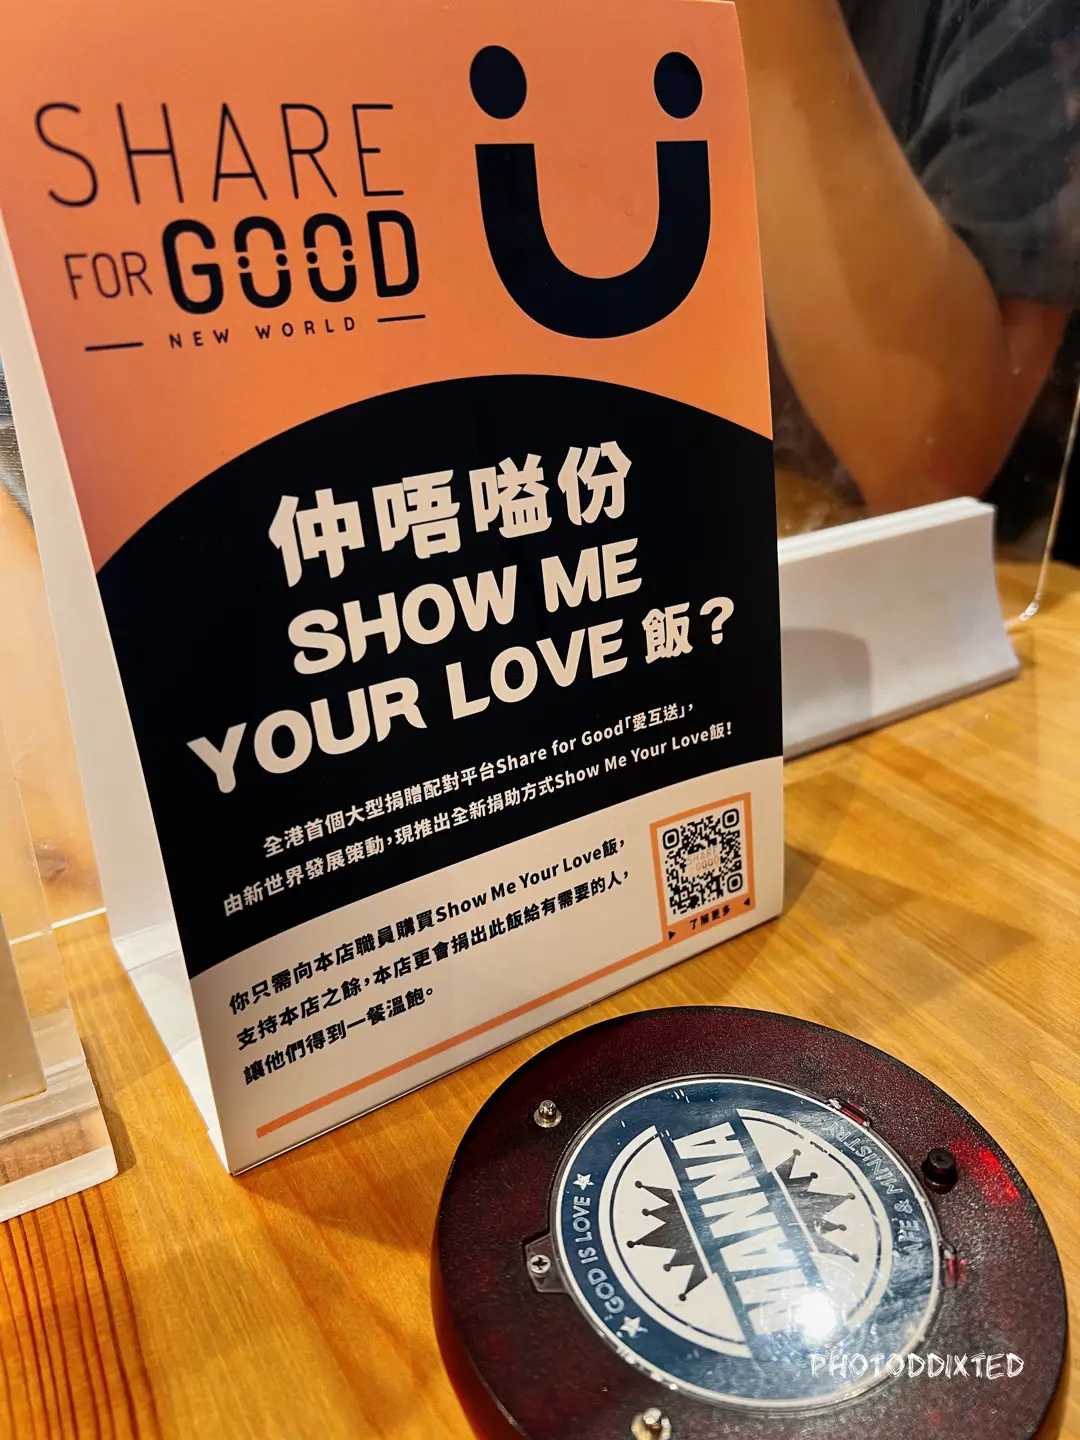 SHARE
FOR GOOD
NEW WORLD
仲唔嗌份
SHOW ME
YOUR LOVE 飯？
全港首個大型捐贈配對平台Share for Good「愛互送」，
由新世界發展策動，現推出全新捐助方式Show Me Your Love飯！
你只需向本店職員購買Show Me Your Love飯，
支持本店之餘，本店更會捐出此飯給有需要的人，
讓他們得到一餐溫飽。
SHARE
GOOD
了解更多
MANNA
GOD IS LOVE
CAFE & MINISTRY
PHOTODDIXTED